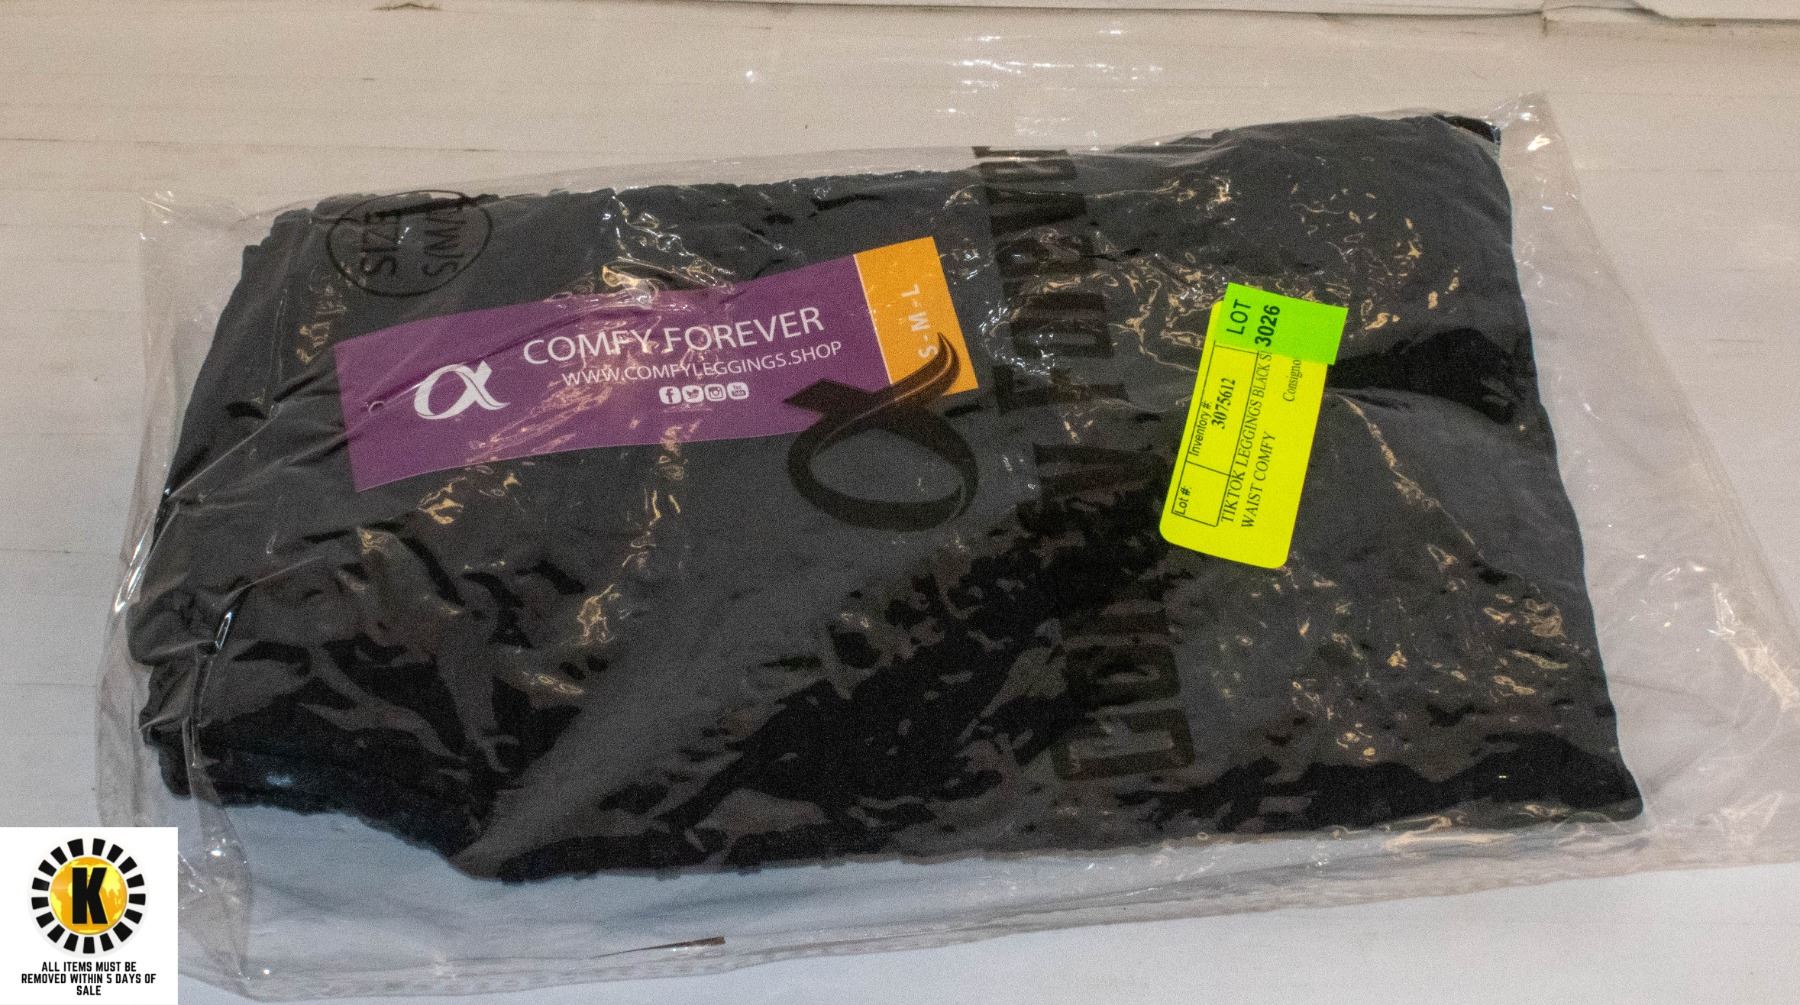 SIZE
S/M
COMFY FOREVER
WWW.COMFYLEGGINGS.SHOP
S-M-L
LOT
3026
Lot #:
Inventory #:
3075612
TIKTOK LEGGINGS BLACK S
WAIST COMFY
K
ALL ITEMS MUST BE
REMOVED WITHIN 5 DAYS OF
SALE